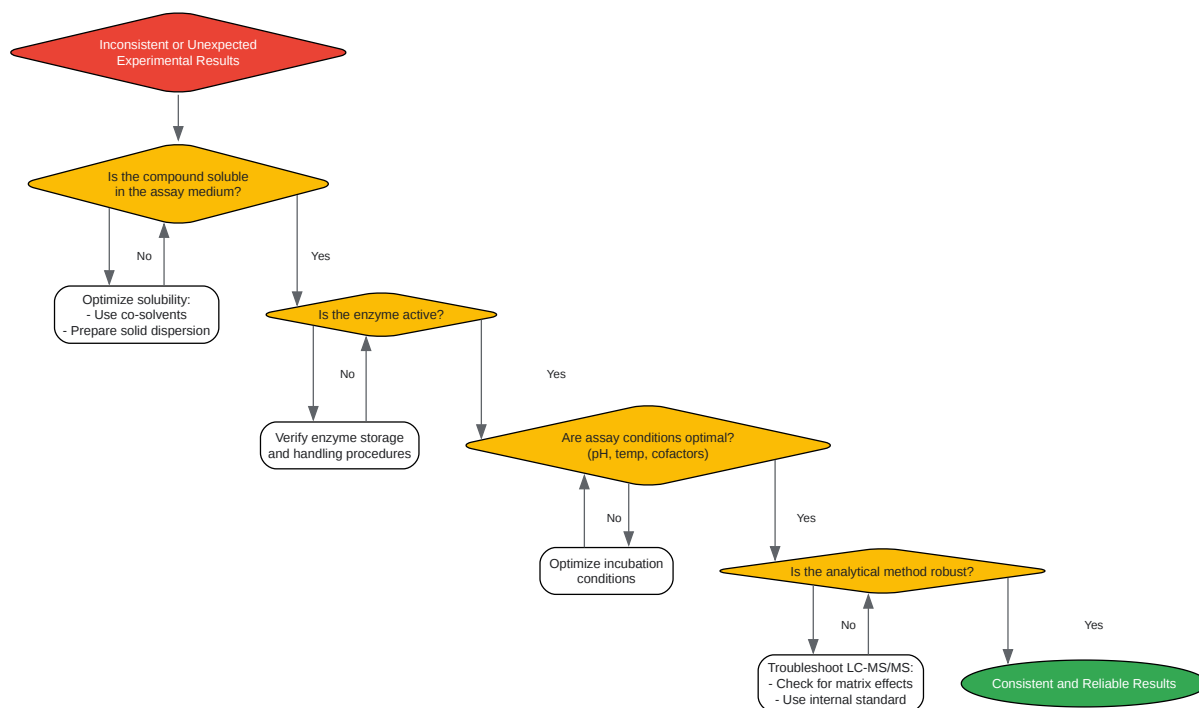 Inconsistent or Unexpected
Experimental Results
Is the compound soluble
in the assay medium?
No
Yes
Optimize solubility:
- Use co-solvents
- Prepare solid dispersion
Is the enzyme active?
No
Yes
Verify enzyme storage
and handling procedures
Are assay conditions optimal?
(pH, temp, cofactors)
No
Yes
Optimize incubation
conditions
Is the analytical method robust?
No
Yes
Troubleshoot LC-MS/MS:
- Check for matrix effects
- Use internal standard
Consistent and Reliable Results